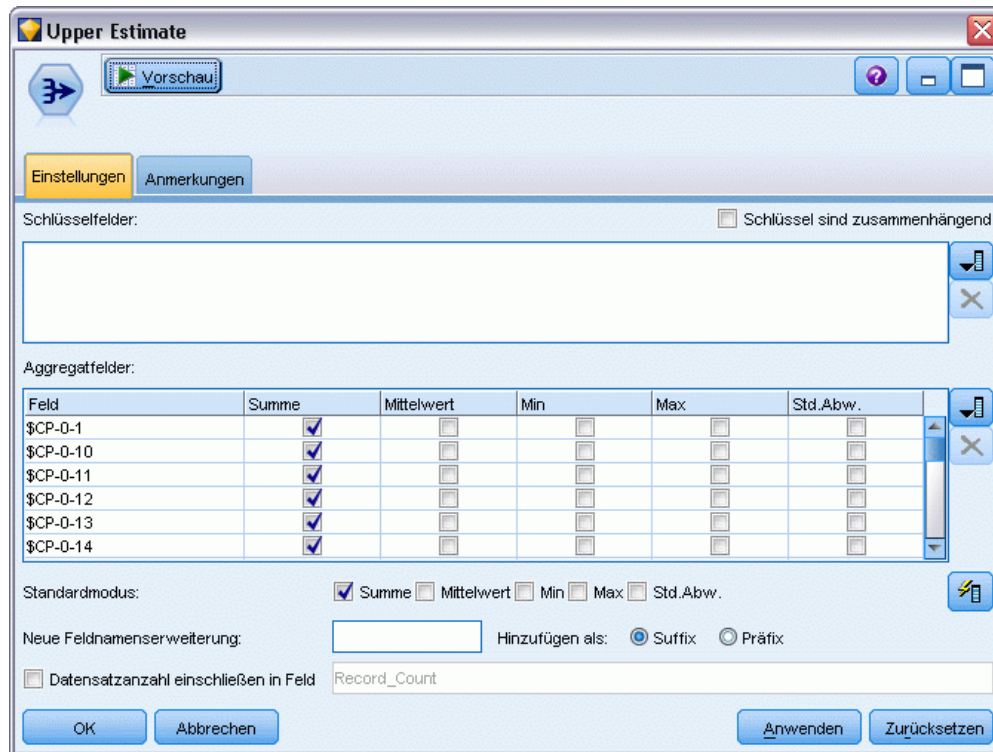 Upper Estimate
Vorschau
Einstellungen Anmerkungen
Schlüsselfelder: Schlüssel sind zusammenhängend
Aggregatfelder:
Feld Summe Mittelwert Min Max Std.Abw.
$CP-0-1
$CP-0-10
$CP-0-11
$CP-0-12
$CP-0-13
$CP-0-14
Standardmodus: Summe Mittelwert Min Max Std.Abw.
Neue Feldnamenserweiterung: Hinzufügen als: Suffix Präfix
Datensatzanzahl einschließen in Feld Record_Count
OK Abbrechen Anwenden Zurücksetzen